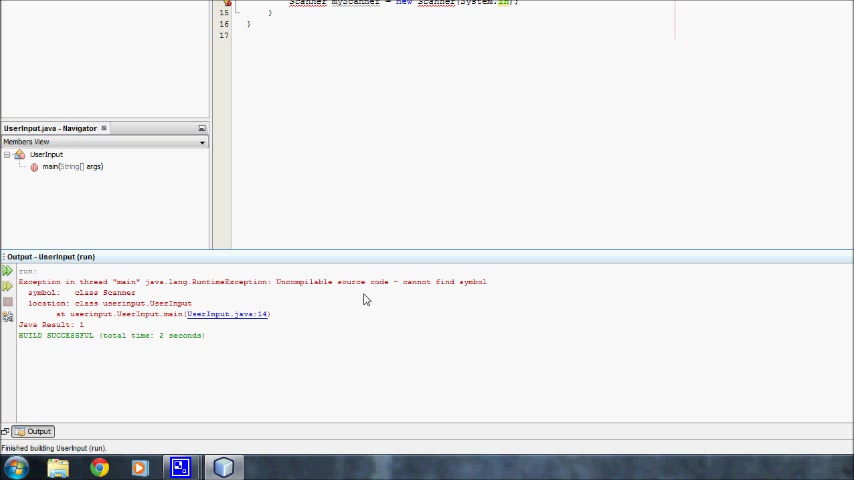 Scanner myScanner = new Scanner(System.in);
15 }
16 }
17
UserInput.java - Navigator
Members View
UserInput
main(String[] args)
Output - UserInput (run)
run:
Exception in thread "main" java.lang.RuntimeException: Uncompilable source code - cannot find symbol
symbol: class Scanner
location: class userinput.UserInput
at userinput.UserInput.main(UserInput.java:14)
Java Result: 1
BUILD SUCCESSFUL (total time: 2 seconds)
Output
Finished building UserInput (run).